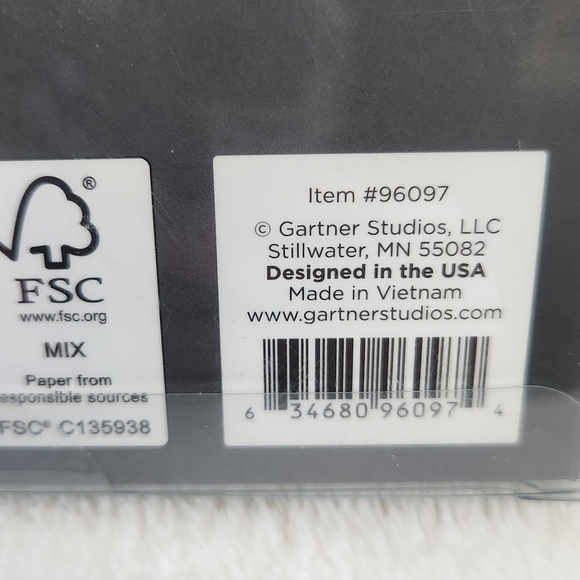 ®
FSC
www.fsc.org
MIX
Paper from
responsible sources
FSC® C135938
Item #96097
© Gartner Studios, LLC
Stillwater, MN 55082
Designed in the USA
Made in Vietnam
www.gartnerstudios.com
6 34680 96097 4